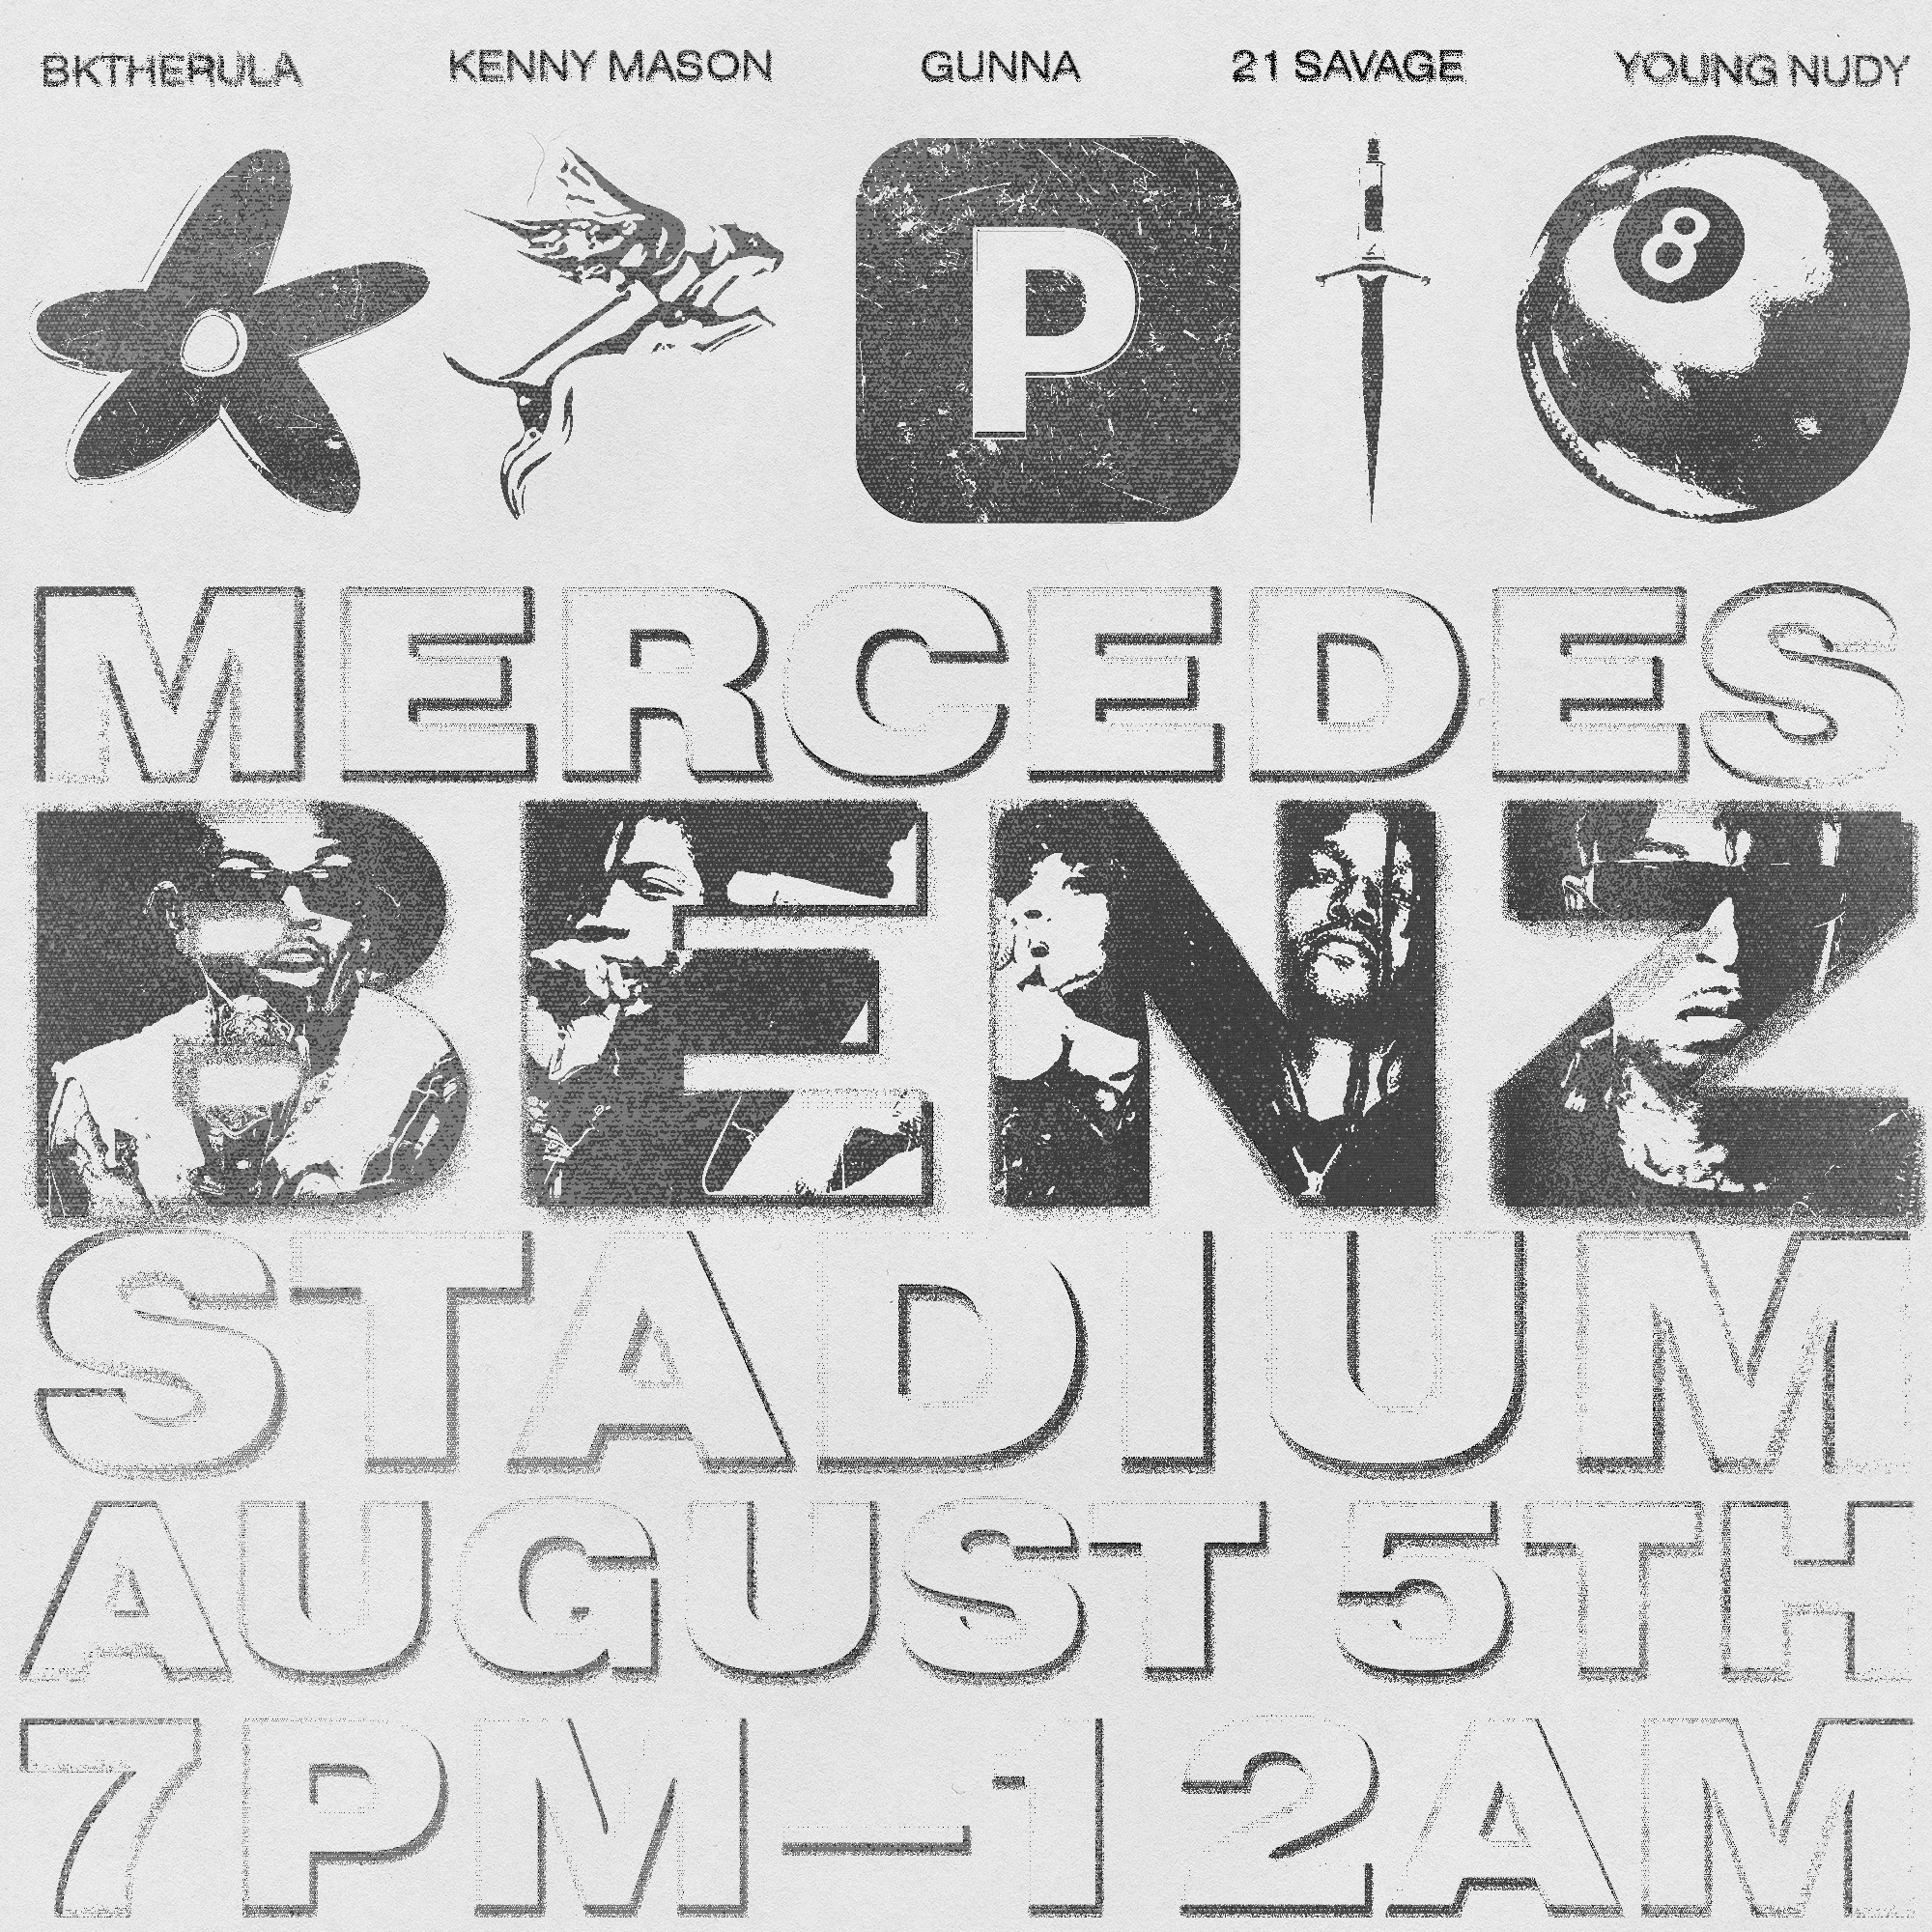 BKTHERULA KENNY MASON GUNNA 21 SAVAGE YOUNG NUDY
P 8
MERCEDES
BENZ
STADIUM
AUGUST 5TH
7PM—12AM